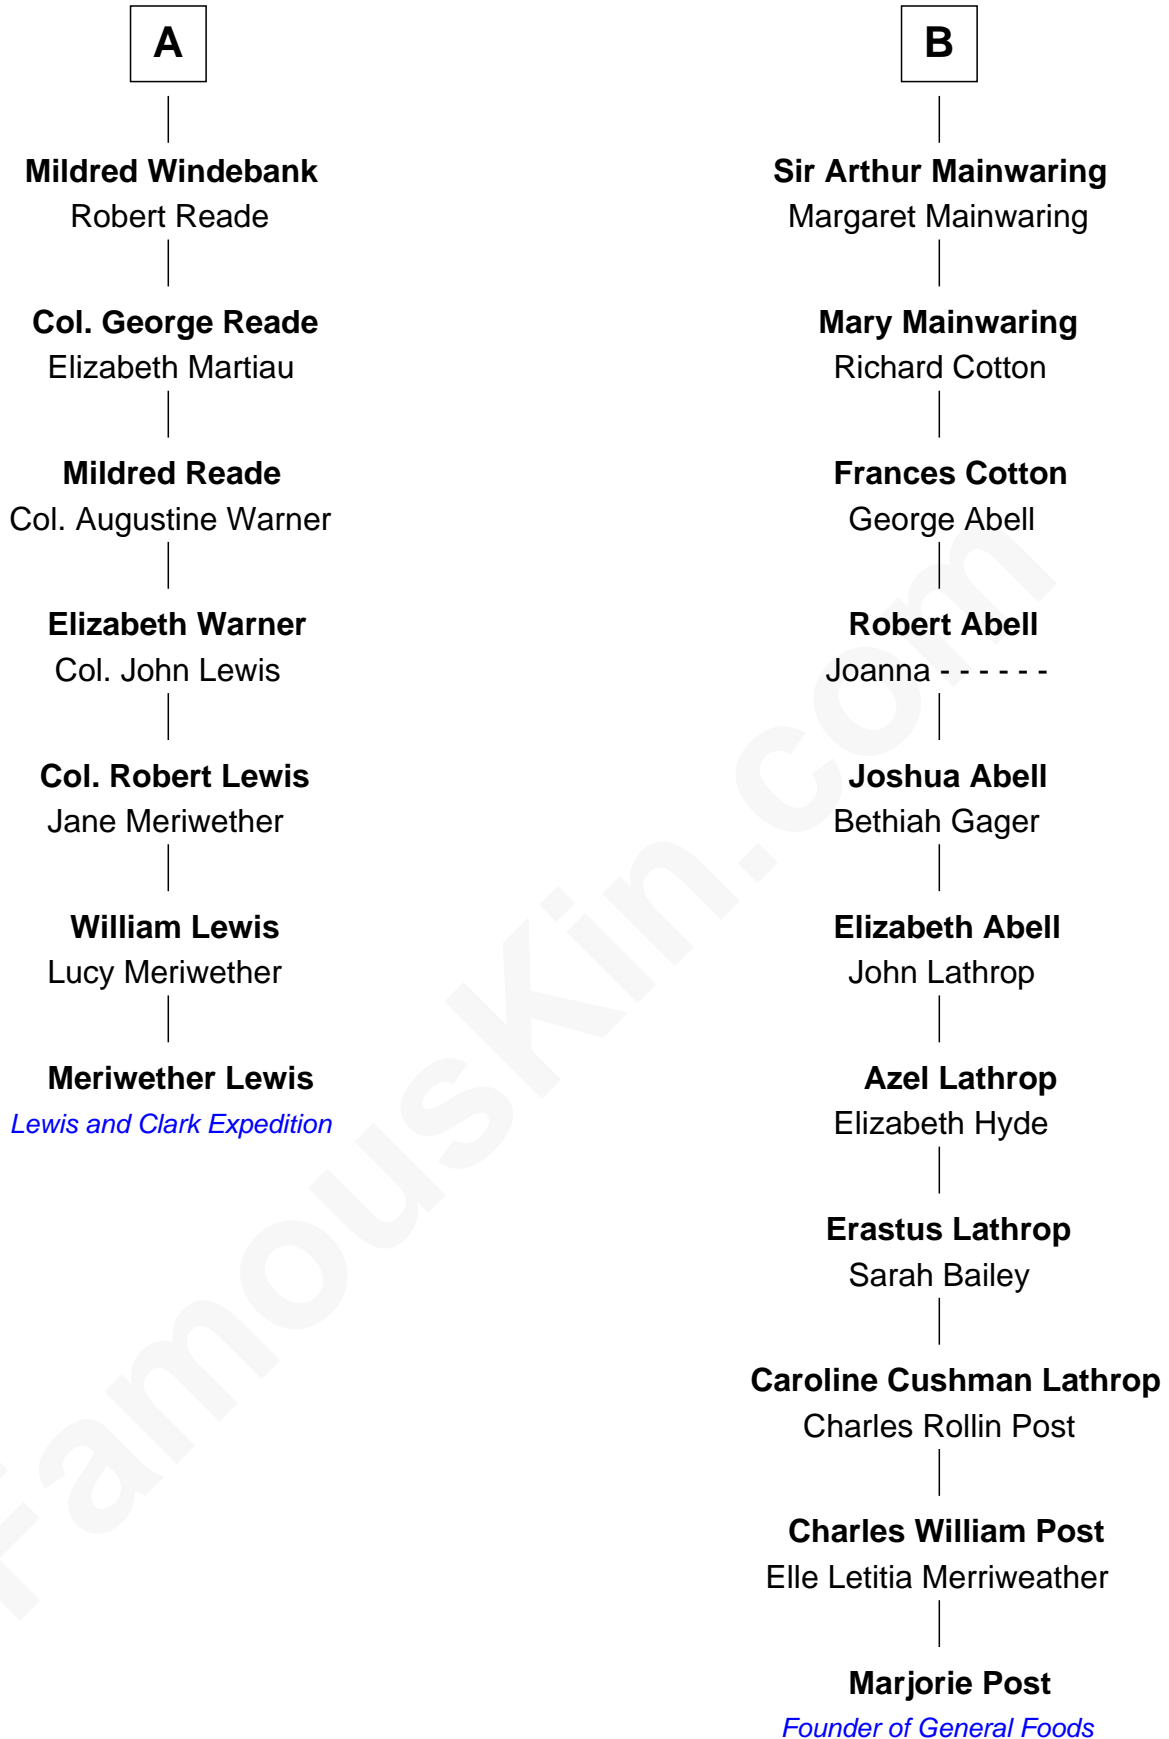 A
Mildred Windebank
Robert Reade
Col. George Reade
Elizabeth Martiau
Mildred Reade
Col. Augustine Warner
Elizabeth Warner
Col. John Lewis
Col. Robert Lewis
Jane Meriwether
William Lewis
Lucy Meriwether
Meriwether Lewis
Lewis and Clark Expedition
B
Sir Arthur Mainwaring
Margaret Mainwaring
Mary Mainwaring
Richard Cotton
Frances Cotton
George Abell
Robert Abell
Joanna - - - - - -
Joshua Abell
Bethiah Gager
Elizabeth Abell
John Lathrop
Azel Lathrop
Elizabeth Hyde
Erastus Lathrop
Sarah Bailey
Caroline Cushman Lathrop
Charles Rollin Post
Charles William Post
Elle Letitia Merriweather
Marjorie Post
Founder of General Foods
FamousKin.com